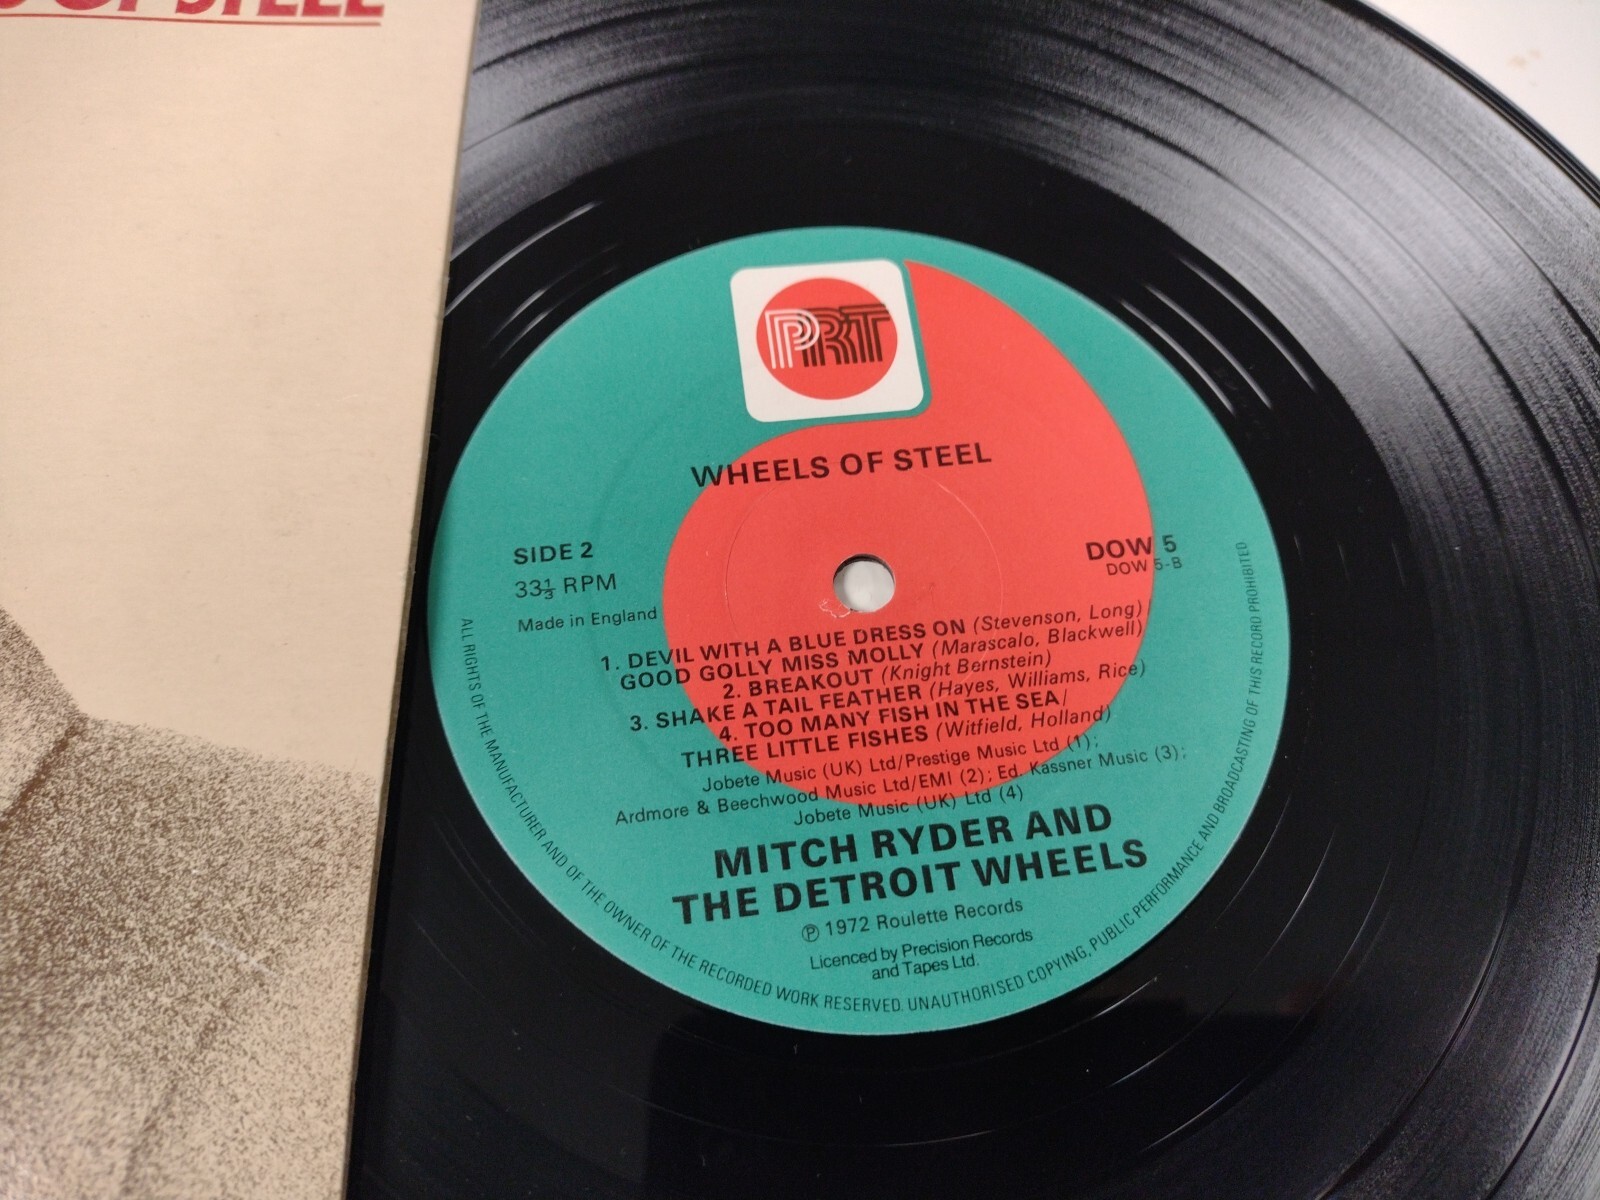 OF STEEL
PRT
WHEELS OF STEEL
SIDE 2
33⅓ RPM
Made in England
DOW 5
DOW 5-B
1. DEVIL WITH A BLUE DRESS ON (Stevenson, Long)/
GOOD GOLLY MISS MOLLY (Marascalo, Blackwell)
2. BREAKOUT (Knight Bernstein)
3. SHAKE A TAIL FEATHER (Hayes, Williams, Rice)
4. TOO MANY FISH IN THE SEA/
THREE LITTLE FISHES (Witfield, Holland)
Jobete Music (UK) Ltd/Prestige Music Ltd (1);
Ardmore & Beechwood Music Ltd/EMI (2); Ed. Kassner Music (3);
Jobete Music (UK) Ltd (4)
MITCH RYDER AND
THE DETROIT WHEELS
℗ 1972 Roulette Records
Licenced by Precision Records
and Tapes Ltd.
ALL RIGHTS OF THE MANUFACTURER AND OF THE OWNER OF THE RECORDED WORK RESERVED. UNAUTHORISED COPYING, PUBLIC PERFORMANCE AND BROADCASTING OF THIS RECORD PROHIBITED